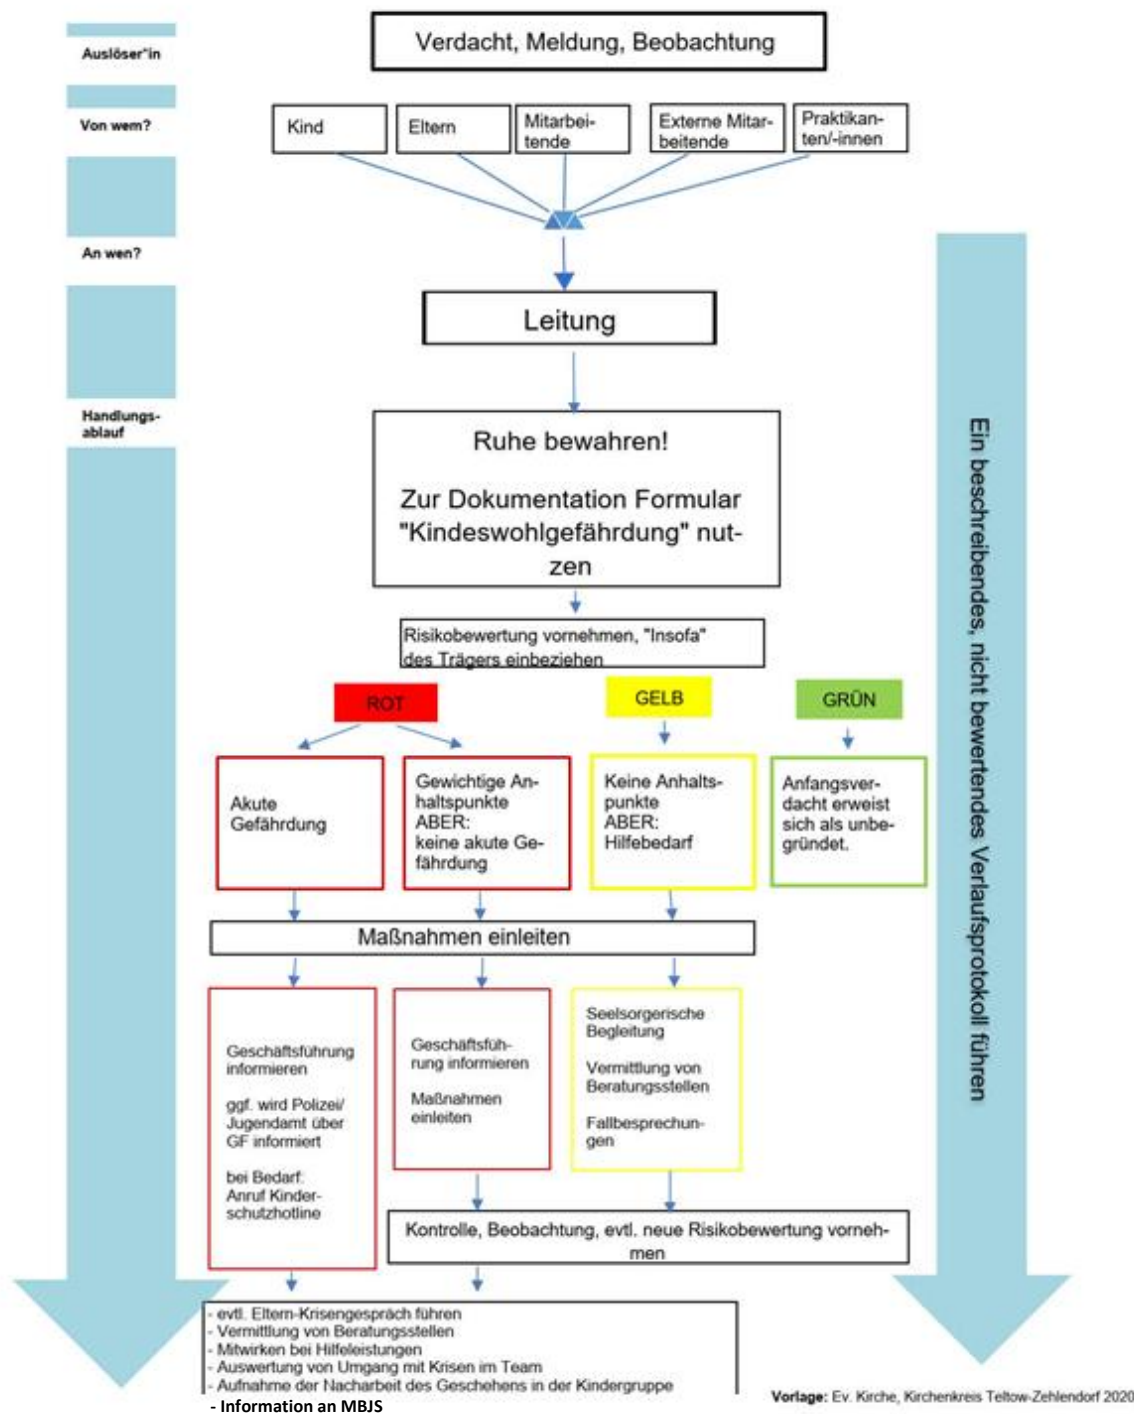 Auslöser*in
Verdacht, Meldung, Beobachtung
Von wem?
Kind
Eltern
Mitarbei-
tende
Externe Mitar-
beitende
Praktikan-
ten/-innen
An wen?
Leitung
Handlungs-
ablauf
Ruhe bewahren!
Zur Dokumentation Formular
"Kindeswohlgefährdung" nut-
zen
Risikobewertung vornehmen, "Insofa"
des Trägers einbeziehen
ROT
GELB
GRÜN
Akute
Gefährdung
Gewichtige An-
haltspunkte
ABER:
keine akute Ge-
fährdung
Keine Anhalts-
punkte
ABER:
Hilfebedarf
Anfangsver-
dacht erweist
sich als unbe-
gründet.
Maßnahmen einleiten
Geschäftsführung
informieren
ggf. wird Polizei/
Jugendamt über
GF informiert
bei Bedarf:
Anruf Kinder-
schutzhotline
Geschäftsfüh-
rung informieren
Maßnahmen
einleiten
Seelsorgerische
Begleitung
Vermittlung von
Beratungsstellen
Fallbesprechun-
gen
Kontrolle, Beobachtung, evtl. neue Risikobewertung vorneh-
men
- evtl. Eltern-Krisengespräch führen
- Vermittlung von Beratungsstellen
- Mitwirken bei Hilfeleistungen
- Auswertung von Umgang mit Krisen im Team
- Aufnahme der Nacharbeit des Geschehens in der Kindergruppe
- Information an MBJS
Ein beschreibendes, nicht bewertendes Verlaufsprotokoll führen
Vorlage: Ev. Kirche, Kirchenkreis Teltow-Zehlendorf 2020